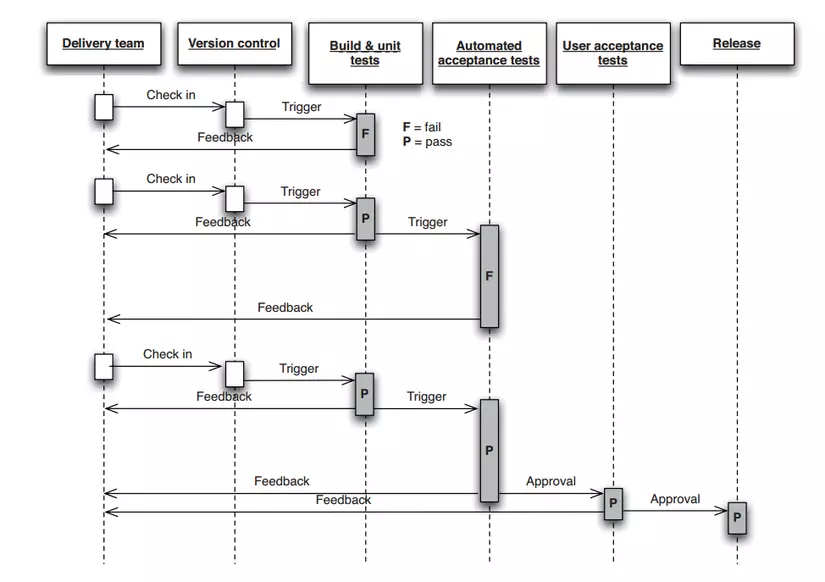 Delivery team
Version control
Build & unit
tests
Automated
acceptance tests
User acceptance
tests
Release
Check in
Trigger
F
F = fail
P = pass
Feedback
Check in
Trigger
P
Feedback
Trigger
F
Feedback
Check in
Trigger
P
Feedback
Trigger
P
Feedback
Approval
Feedback
P
Approval
P